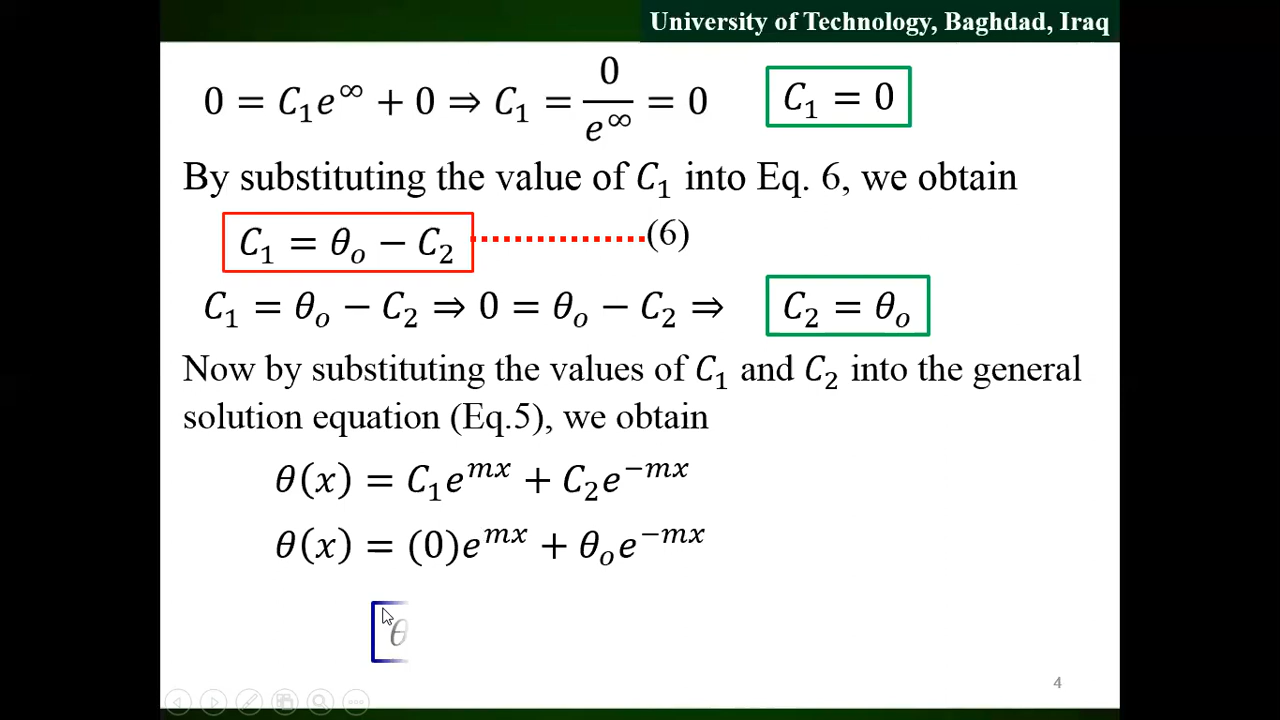 University of Technology, Baghdad, Iraq
0 = C₁e^∞ + 0 ⇒ C₁ = 0/e^∞ = 0 C₁ = 0
By substituting the value of C₁ into Eq. 6, we obtain
C₁ = θₒ − C₂ (6)
C₁ = θₒ − C₂ ⇒ 0 = θₒ − C₂ ⇒ C₂ = θₒ
Now by substituting the values of C₁ and C₂ into the general
solution equation (Eq.5), we obtain
θ(x) = C₁e^{mx} + C₂e^{−mx}
θ(x) = (0)e^{mx} + θₒe^{−mx}
θ
4